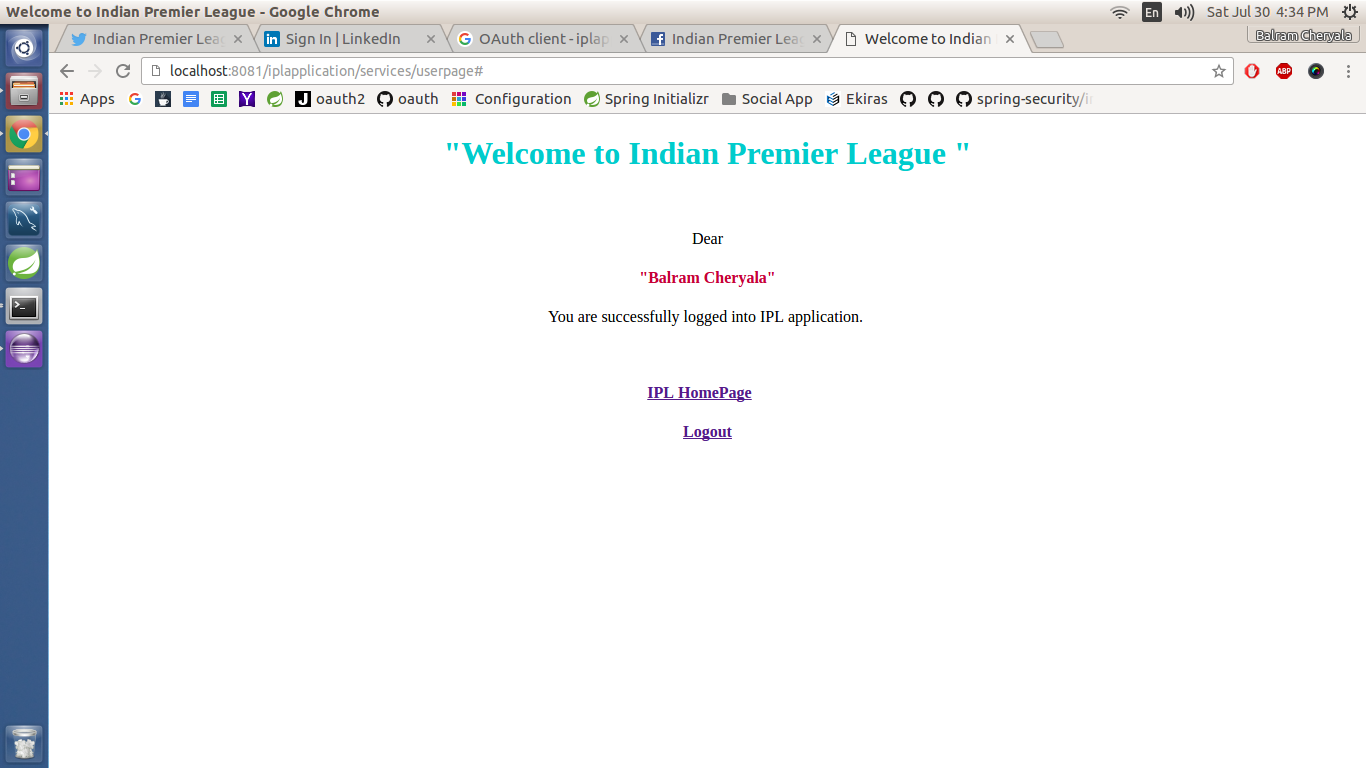 Welcome to Indian Premier League - Google Chrome
En
Sat Jul 30 4:34 PM
Indian Premier Leag
Sign In | LinkedIn
OAuth client - iplap
Indian Premier Leag
Welcome to Indian
Balram Cheryala
localhost:8081/iplapplication/services/userpage#
ABP
Apps
oauth2
oauth
Configuration
Spring Initializr
Social App
Ekiras
spring-security/
"Welcome to Indian Premier League "
Dear
"Balram Cheryala"
You are successfully logged into IPL application.
IPL HomePage
Logout